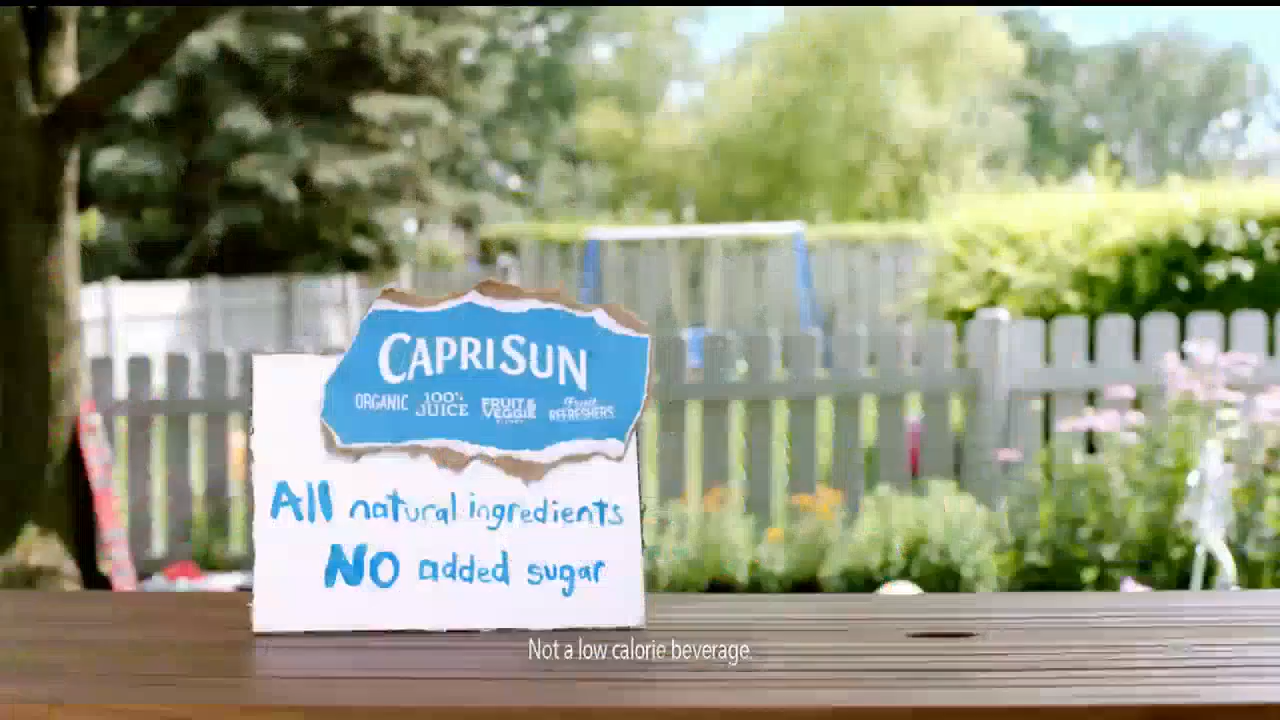 CAPRI SUN
ORGANIC 100% JUICE FRUIT & VEGGIE Fruit REFRESHERS
All natural ingredients
NO added sugar
Not a low calorie beverage.